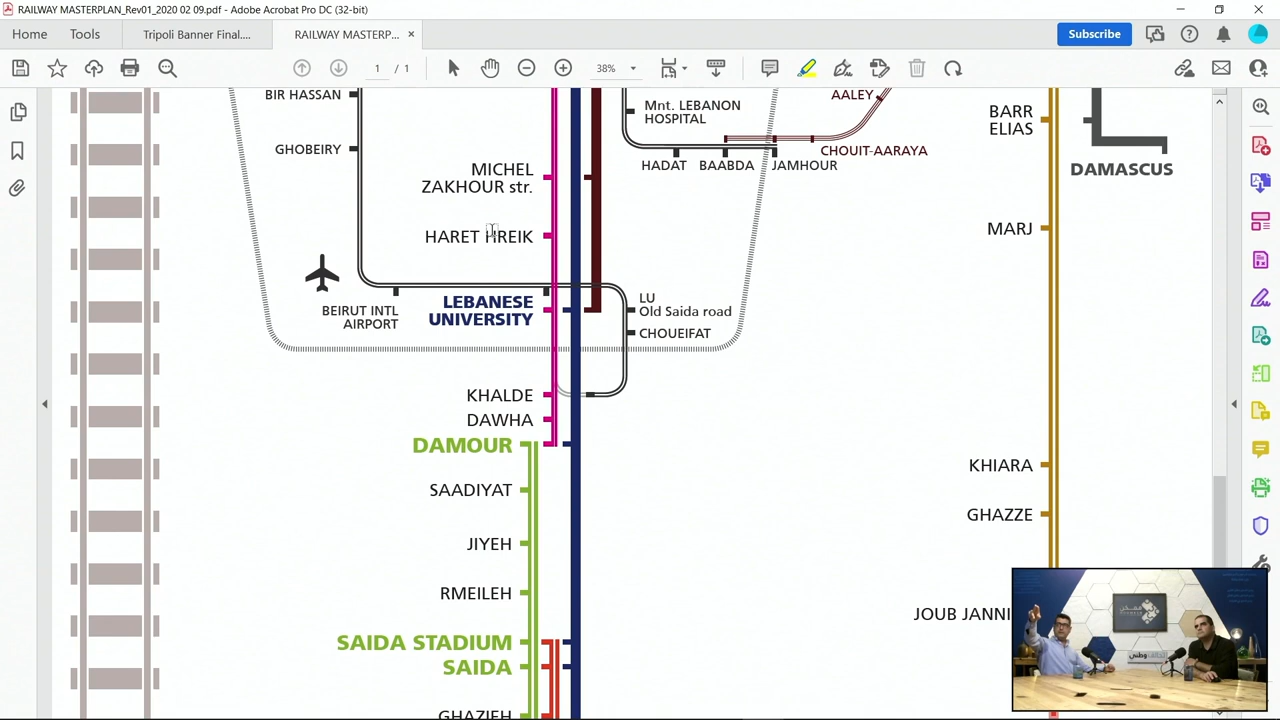 RAILWAY MASTERPLAN_Rev01_2020 02 09.pdf - Adobe Acrobat Pro DC (32-bit)
Home
Tools
Tripoli Banner Final....
RAILWAY MASTERP...
Subscribe
1 / 1
38%
BIR HASSAN
GHOBEIRY
MICHEL
ZAKHOUR str.
HARET HREIK
BEIRUT INTL
AIRPORT
LEBANESE
UNIVERSITY
LU
Old Saida road
CHOUEIFAT
KHALDE
DAWHA
DAMOUR
SAADIYAT
JIYEH
RMEILEH
SAIDA STADIUM
SAIDA
GHAZIEH
Mnt. LEBANON
HOSPITAL
HADAT
BAABDA
JAMHOUR
AALEY
CHOUIT-AARAYA
BARR
ELIAS
DAMASCUS
MARJ
KHIARA
GHAZZE
JOUB JANNI